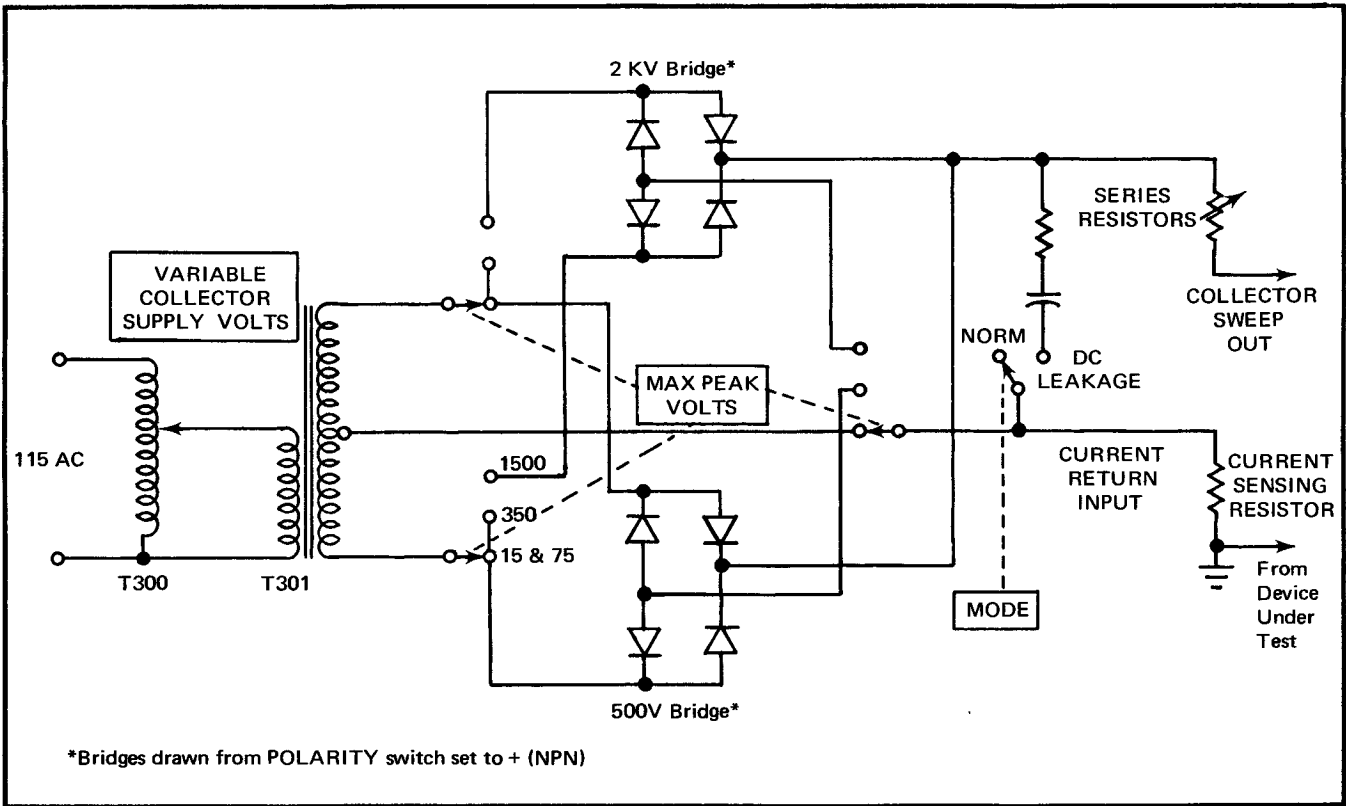 2 KV Bridge*
VARIABLE
COLLECTOR
SUPPLY VOLTS
SERIES
RESISTORS
COLLECTOR
SWEEP
OUT
NORM
DC
LEAKAGE
MAX PEAK
VOLTS
115 AC
1500
350
15 & 75
CURRENT
RETURN
INPUT
CURRENT
SENSING
RESISTOR
T300
T301
MODE
From
Device
Under
Test
500V Bridge*
*Bridges drawn from POLARITY switch set to + (NPN)